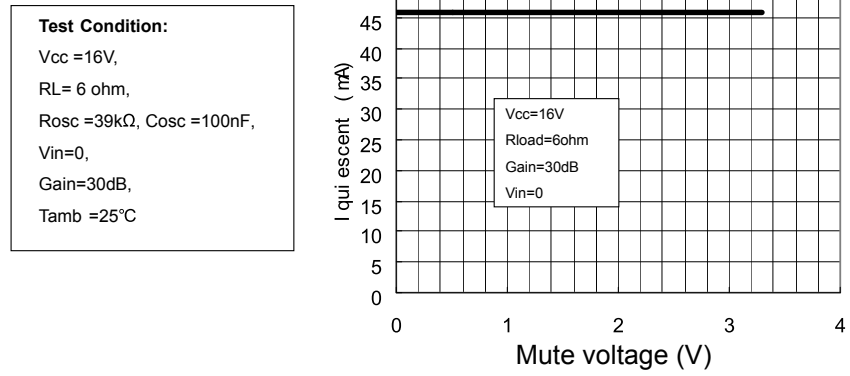 Test Condition:
Vcc =16V,
RL= 6 ohm,
Rosc =39kΩ, Cosc =100nF,
Vin=0,
Gain=30dB,
Tamb =25℃
I qui escent ( mA)
45
40
35
30
25
20
15
10
5
0
Vcc=16V
Rload=6ohm
Gain=30dB
Vin=0
0 1 2 3 4
Mute voltage (V)